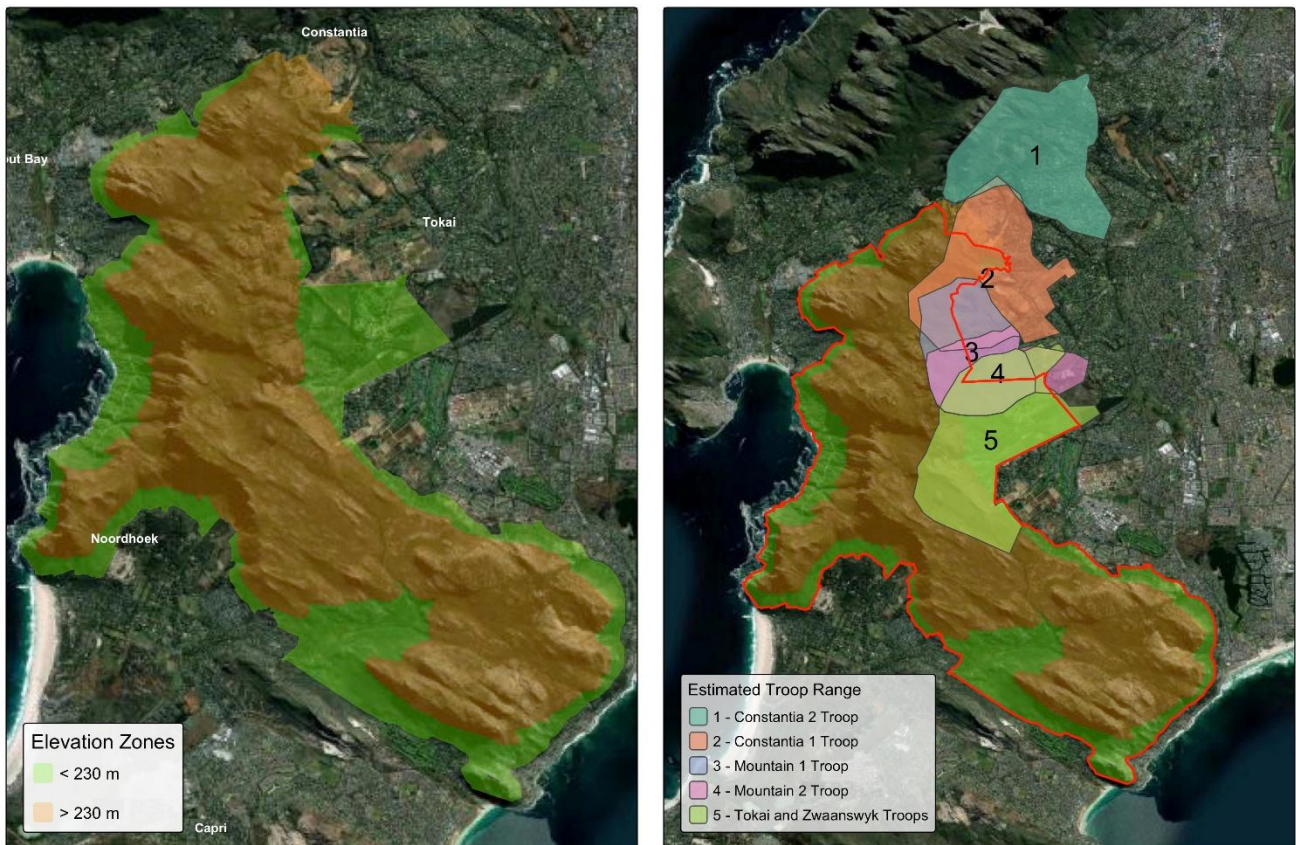 Constantia
out Bay
Tokai
Noordhoek
Capri
Elevation Zones
< 230 m
> 230 m
1
2
3
4
5
Estimated Troop Range
1 - Constantia 2 Troop
2 - Constantia 1 Troop
3 - Mountain 1 Troop
4 - Mountain 2 Troop
5 - Tokai and Zwaanswyk Troops